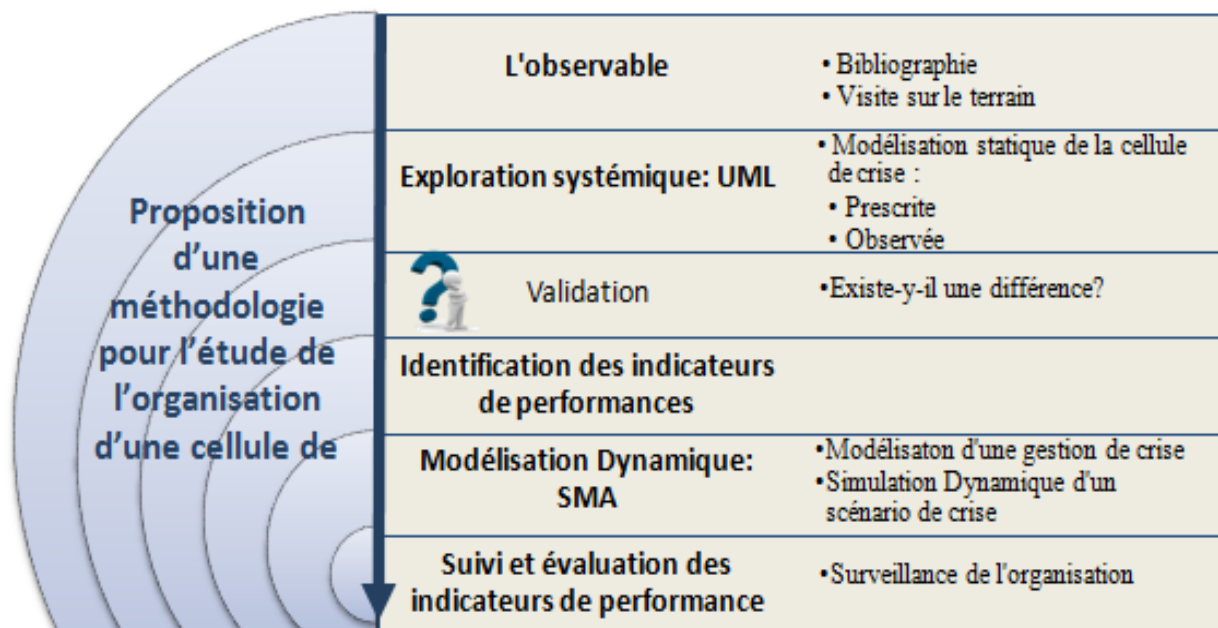 Proposition
d'une
méthodologie
pour l'étude de
l'organisation
d'une cellule de
L'observable
• Bibliographie
• Visite sur le terrain
Exploration systémique: UML
• Modélisation statique de la cellule
de crise :
• Prescrite
• Observée
Validation
•Existe-y-il une différence?
Identification des indicateurs
de performances
Modélisation Dynamique:
SMA
•Modélisaton d'une gestion de crise
•Simulation Dynamique d'un
scénario de crise
Suivi et évaluation des
indicateurs de performance
•Surveillance de l'organisation